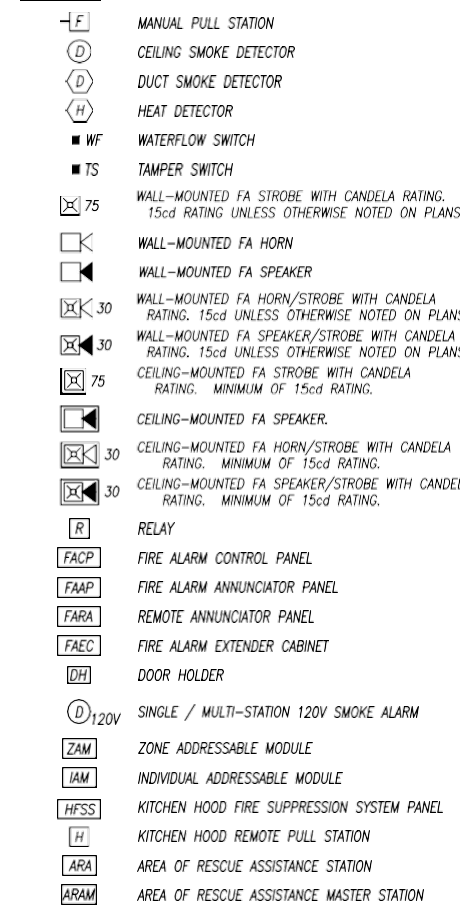 F MANUAL PULL STATION
D CEILING SMOKE DETECTOR
D DUCT SMOKE DETECTOR
H HEAT DETECTOR
WF WATERFLOW SWITCH
TS TAMPER SWITCH
75 WALL-MOUNTED FA STROBE WITH CANDELA RATING.
15cd RATING UNLESS OTHERWISE NOTED ON PLANS
WALL-MOUNTED FA HORN
WALL-MOUNTED FA SPEAKER
30 WALL-MOUNTED FA HORN/STROBE WITH CANDELA
RATING. 15cd UNLESS OTHERWISE NOTED ON PLANS
30 WALL-MOUNTED FA SPEAKER/STROBE WITH CANDELA
RATING. 15cd UNLESS OTHERWISE NOTED ON PLANS
75 CEILING-MOUNTED FA STROBE WITH CANDELA
RATING. MINIMUM OF 15cd RATING.
CEILING-MOUNTED FA SPEAKER.
30 CEILING-MOUNTED FA HORN/STROBE WITH CANDELA
RATING. MINIMUM OF 15cd RATING.
30 CEILING-MOUNTED FA SPEAKER/STROBE WITH CANDEL
RATING. MINIMUM OF 15cd RATING.
R RELAY
FACP FIRE ALARM CONTROL PANEL
FAAP FIRE ALARM ANNUNCIATOR PANEL
FARA REMOTE ANNUNCIATOR PANEL
FAEC FIRE ALARM EXTENDER CABINET
DH DOOR HOLDER
D 120V SINGLE / MULTI-STATION 120V SMOKE ALARM
ZAM ZONE ADDRESSABLE MODULE
IAM INDIVIDUAL ADDRESSABLE MODULE
HFSS KITCHEN HOOD FIRE SUPPRESSION SYSTEM PANEL
H KITCHEN HOOD REMOTE PULL STATION
ARA AREA OF RESCUE ASSISTANCE STATION
ARAM AREA OF RESCUE ASSISTANCE MASTER STATION